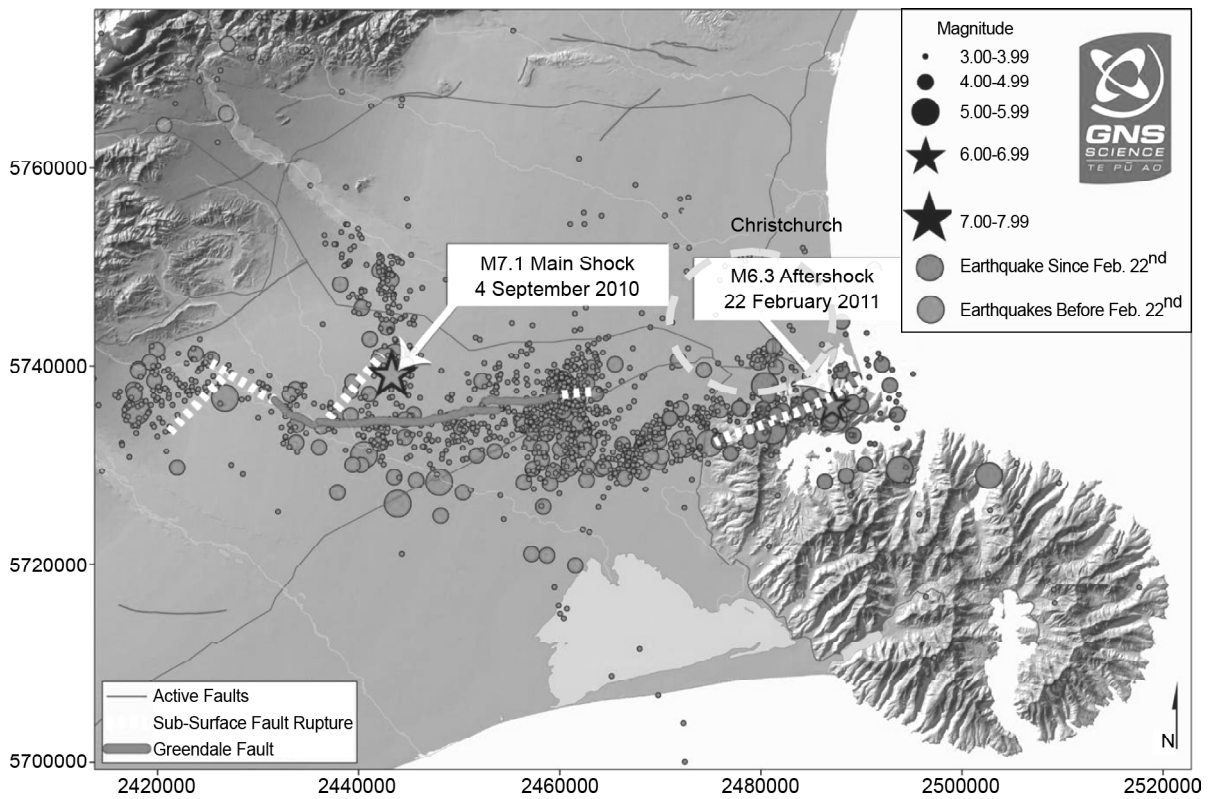 Magnitude
3.00-3.99
4.00-4.99
5.00-5.99
6.00-6.99
7.00-7.99
Earthquake Since Feb. 22nd
Earthquakes Before Feb. 22nd
GNS
SCIENCE
TE PŪ AO
Christchurch
M7.1 Main Shock
4 September 2010
M6.3 Aftershock
22 February 2011
5760000
5740000
5720000
5700000
Active Faults
Sub-Surface Fault Rupture
Greendale Fault
N
2420000
2440000
2460000
2480000
2500000
2520000